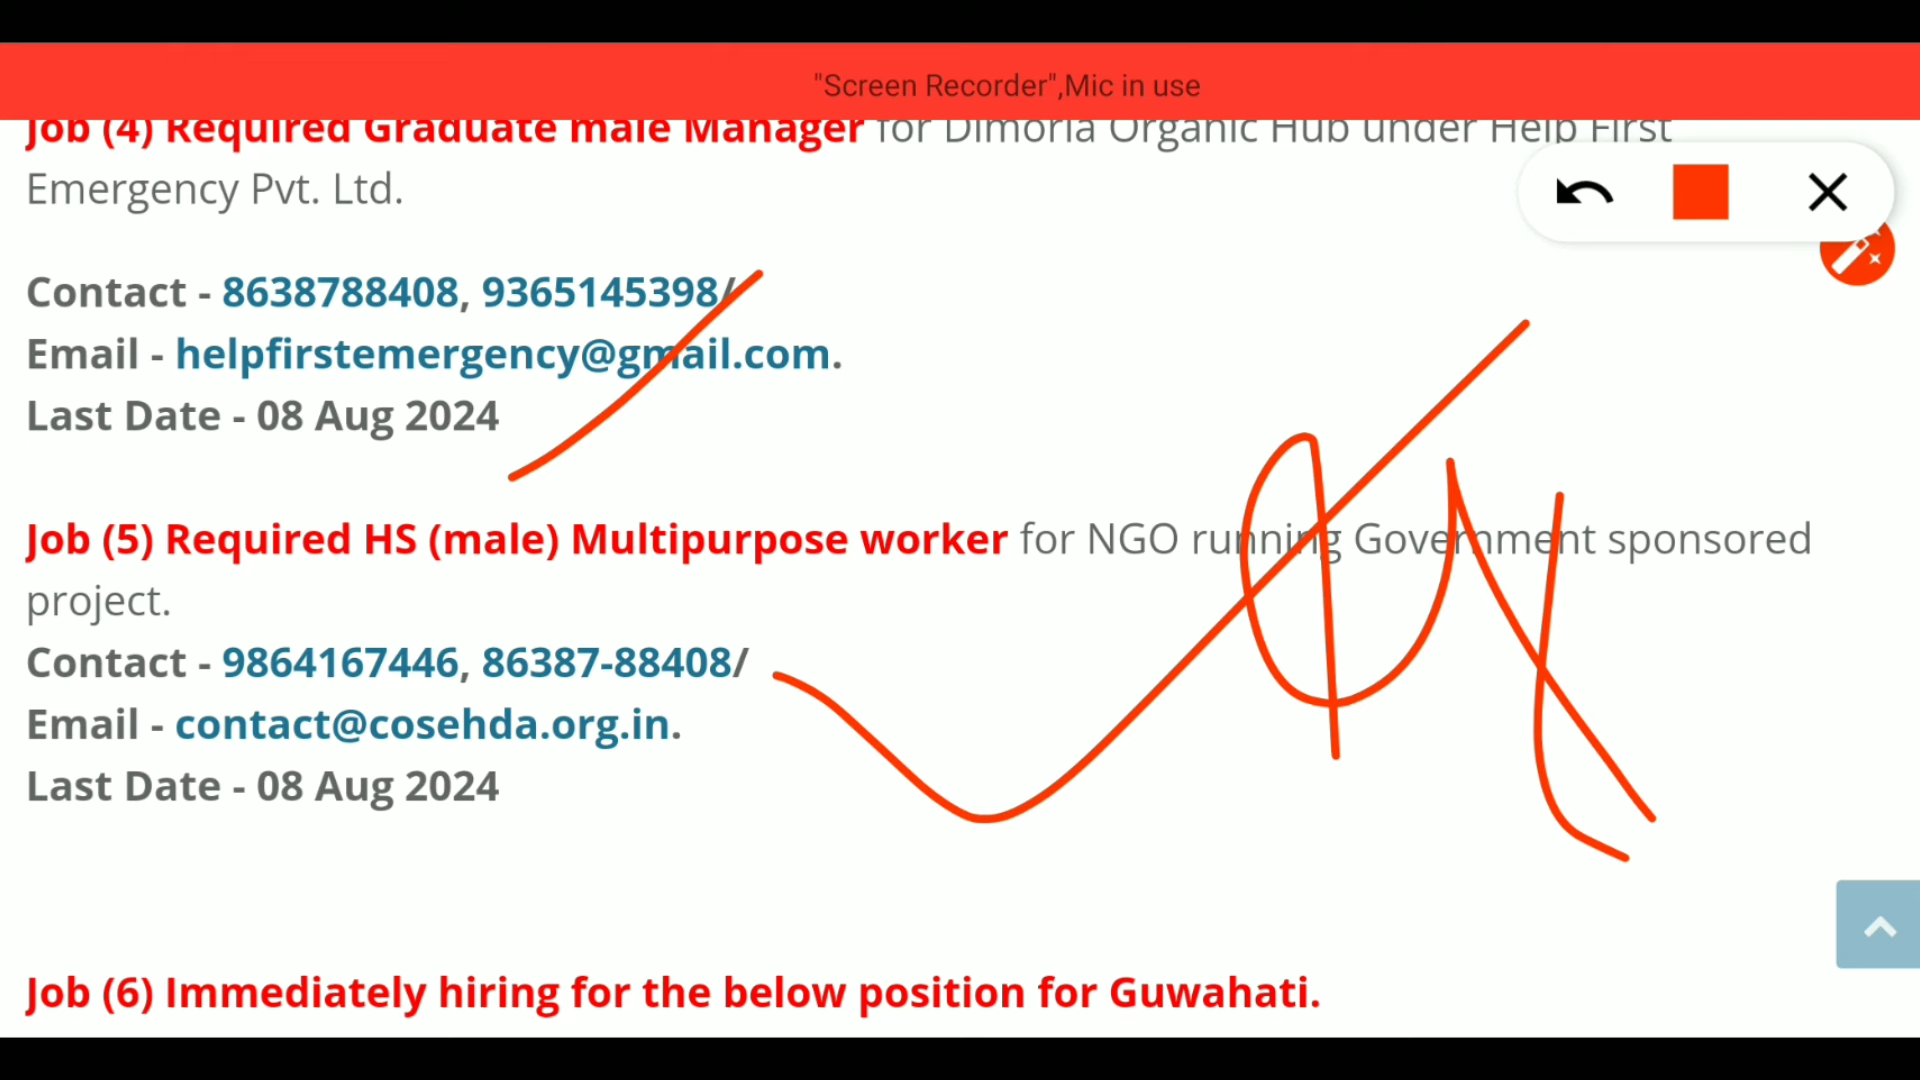 "Screen Recorder",Mic in use
Job (4) Required Graduate male Manager for Dimoria Organic Hub under Help First
Emergency Pvt. Ltd.
Contact - 8638788408, 9365145398/
Email - helpfirstemergency@gmail.com.
Last Date - 08 Aug 2024
Job (5) Required HS (male) Multipurpose worker for NGO running Government sponsored
project.
Contact - 9864167446, 86387-88408/
Email - contact@cosehda.org.in.
Last Date - 08 Aug 2024
Job (6) Immediately hiring for the below position for Guwahati.